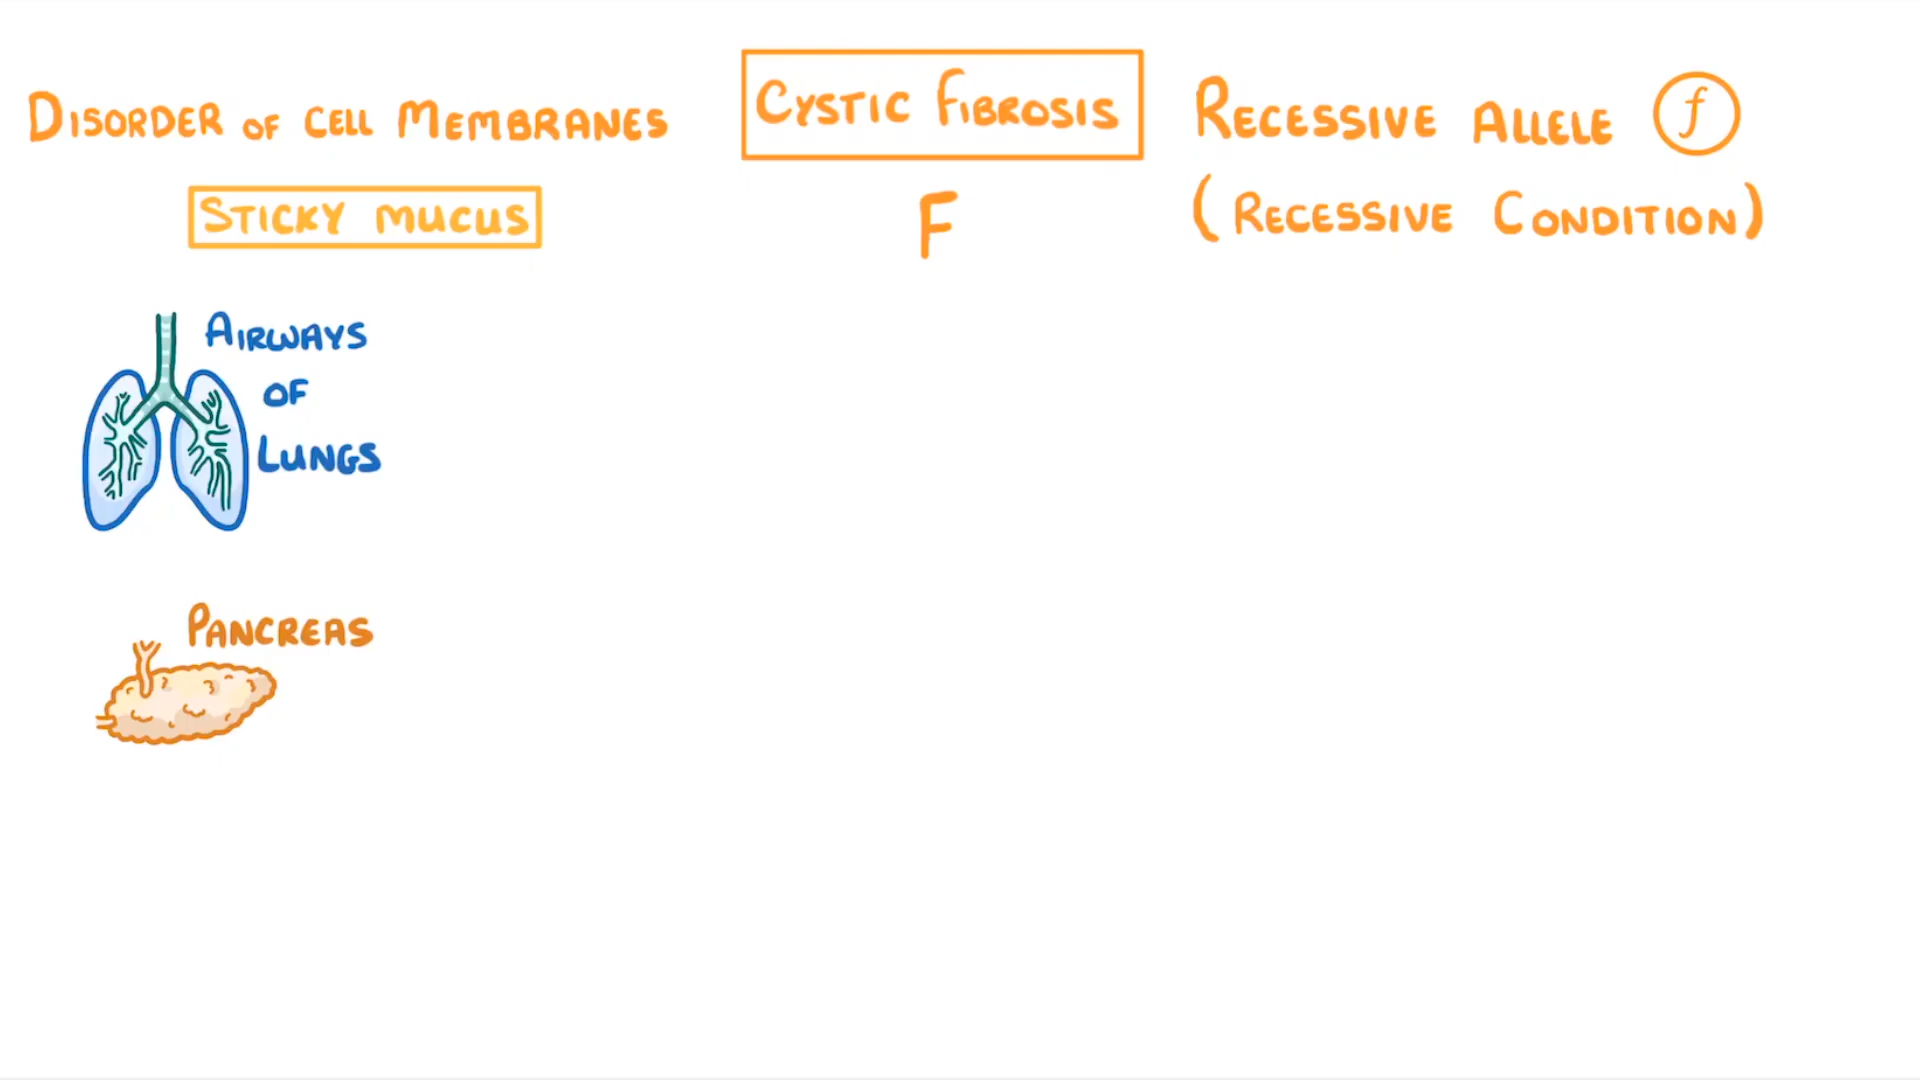 DISORDER OF CELL MEMBRANES
STICKY MUCUS
AIRWAYS
OF
LUNGS
PANCREAS
CYSTIC FIBROSIS
F
RECESSIVE ALLELE f
(RECESSIVE CONDITION)